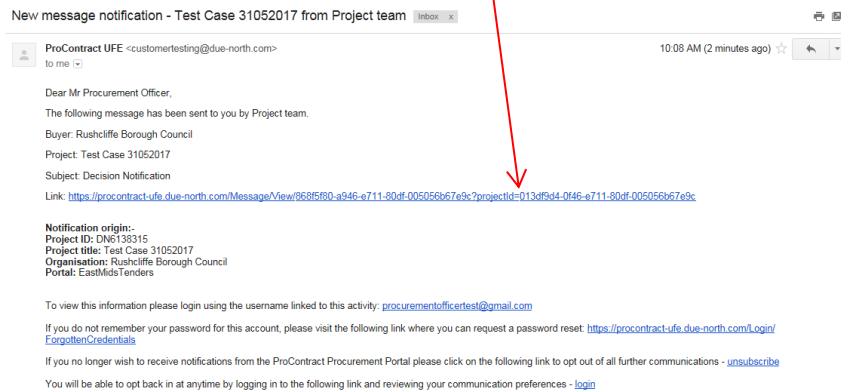 New message notification - Test Case 31052017 from Project team Inbox x
ProContract UFE <customertesting@due-north.com> 10:08 AM (2 minutes ago)
to me
Dear Mr Procurement Officer,
The following message has been sent to you by Project team.
Buyer: Rushcliffe Borough Council
Project: Test Case 31052017
Subject: Decision Notification
Link: https://procontract-ufe.due-north.com/Message/View/868f5f80-a946-e711-80df-005056b67e9c?projectId=013df9d4-0f46-e711-80df-005056b67e9c
Notification origin:-
Project ID: DN6138315
Project title: Test Case 31052017
Organisation: Rushcliffe Borough Council
Portal: EastMidsTenders
To view this information please login using the username linked to this activity: procurementofficertest@gmail.com
If you do not remember your password for this account, please visit the following link where you can request a password reset: https://procontract-ufe.due-north.com/Login/
ForgottenCredentials
If you no longer wish to receive notifications from the ProContract Procurement Portal please click on the following link to opt out of all further communications - unsubscribe
You will be able to opt back in at anytime by logging in to the following link and reviewing your communication preferences - login